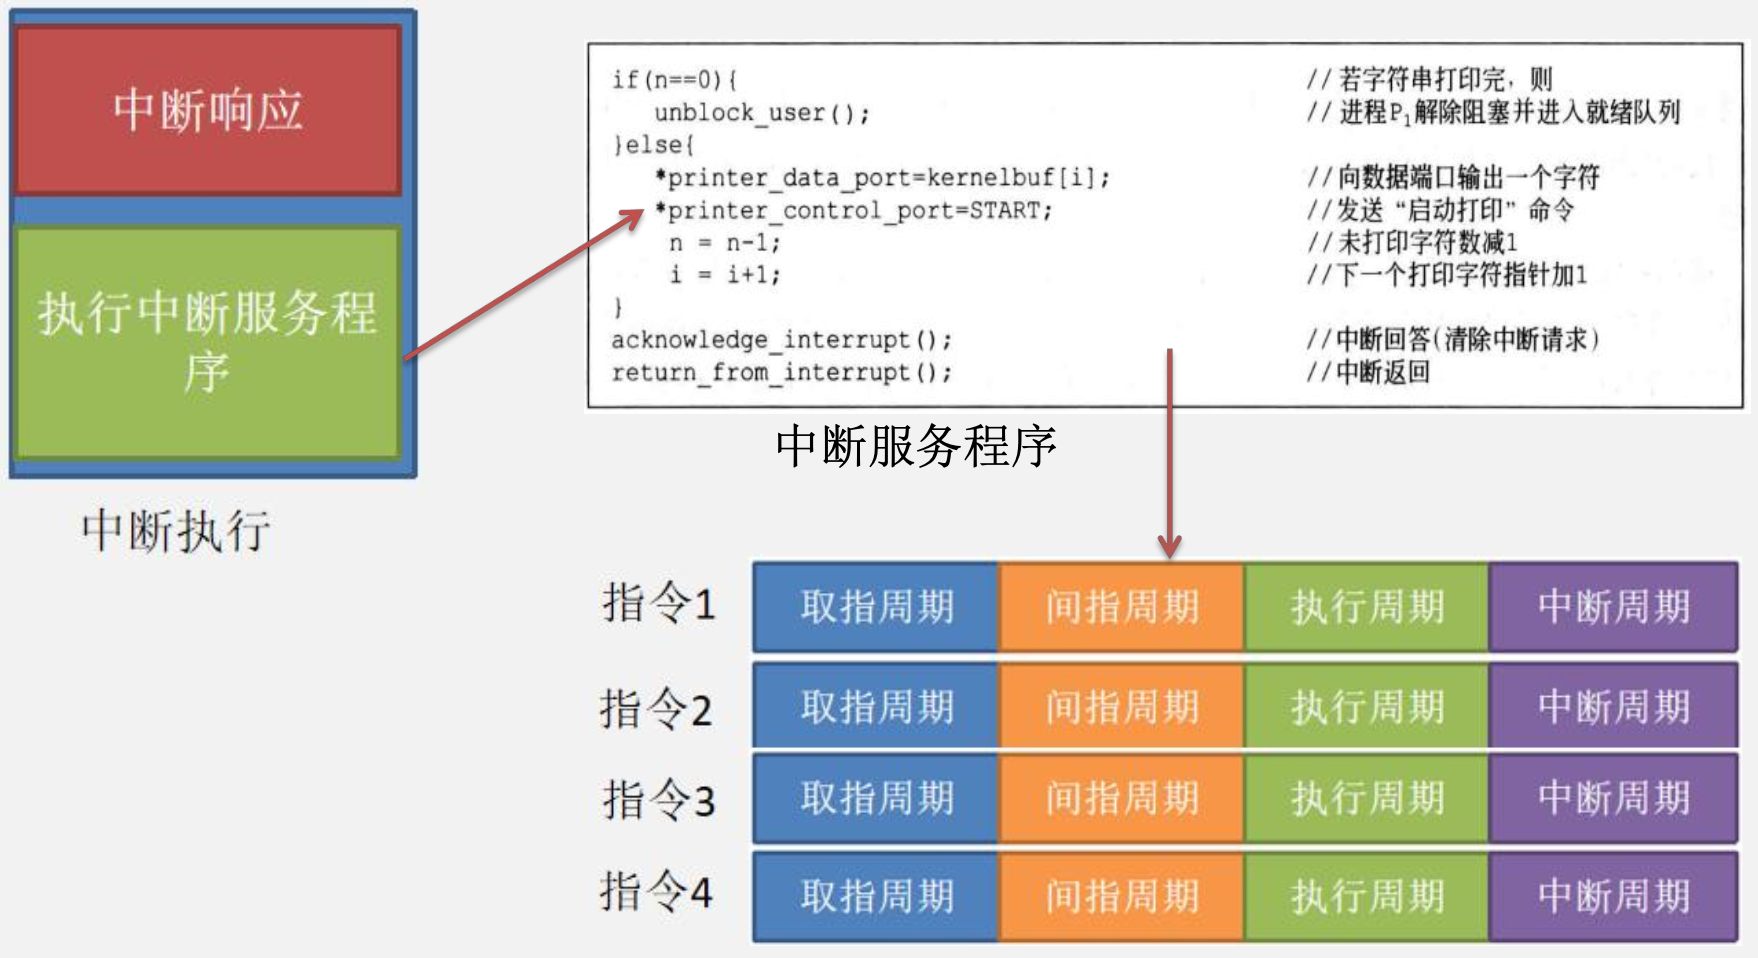 中断响应
执行中断服务程
序
中断执行
if(n==0){ //若字符串打印完，则
unblock_user(); //进程P₁解除阻塞并进入就绪队列
}else{
*printer_data_port=kernelbuf[i]; //向数据端口输出一个字符
*printer_control_port=START; //发送“启动打印”命令
n = n-1; //未打印字符数减1
i = i+1; //下一个打印字符指针加1
}
acknowledge_interrupt(); //中断回答(清除中断请求)
return_from_interrupt(); //中断返回
中断服务程序
指令1 取指周期 间指周期 执行周期 中断周期
指令2 取指周期 间指周期 执行周期 中断周期
指令3 取指周期 间指周期 执行周期 中断周期
指令4 取指周期 间指周期 执行周期 中断周期